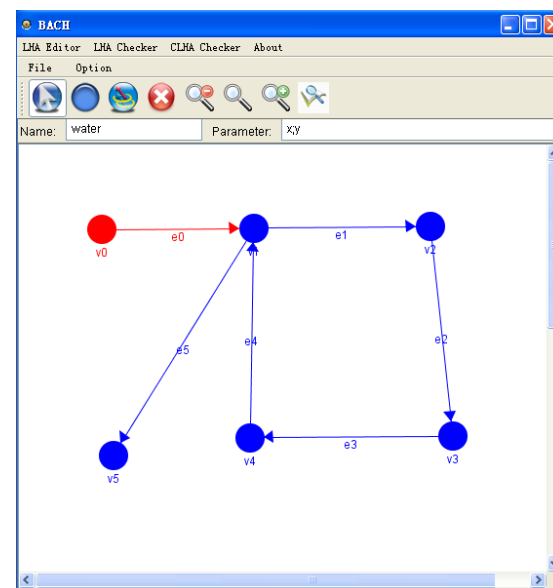 BACH
LHA Editor LHA Checker CLHA Checker About
File Option
Name: water Parameter: x;y
e0 e1
v0 v1 v2
e5 e4 e2
e3
v5 v4 v3